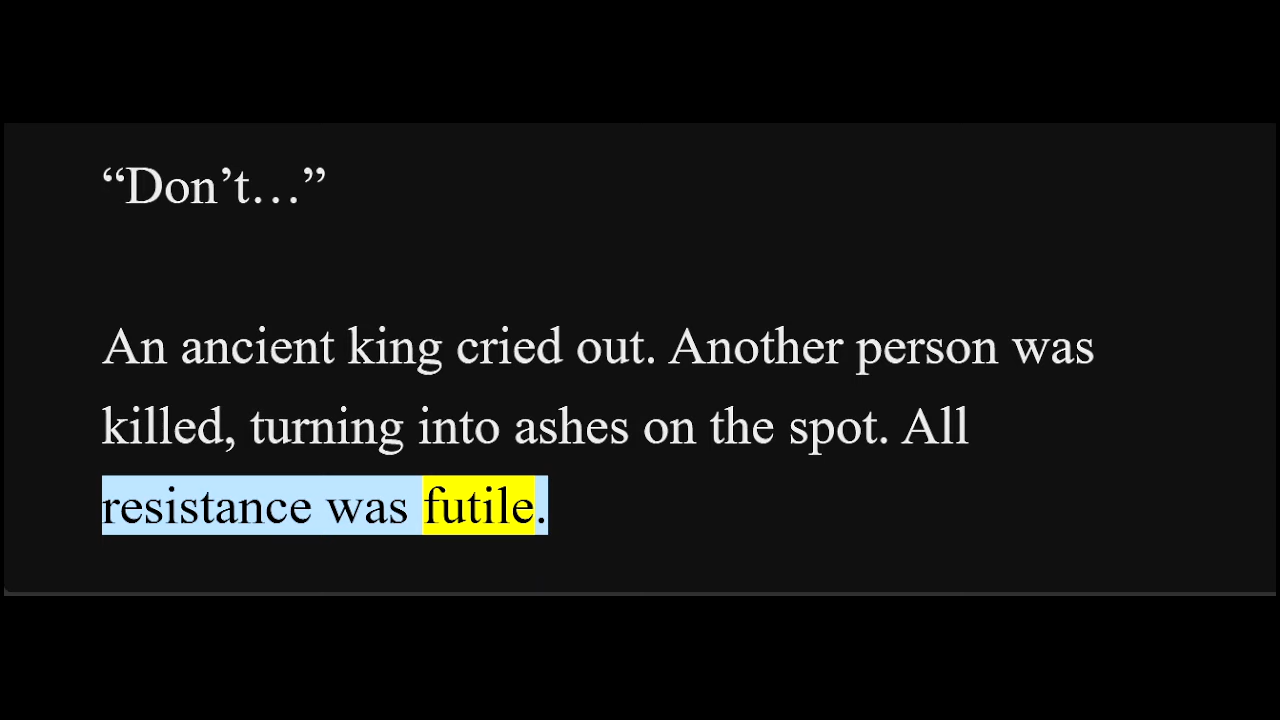 “Don’t…”
An ancient king cried out. Another person was
killed, turning into ashes on the spot. All
resistance was futile.